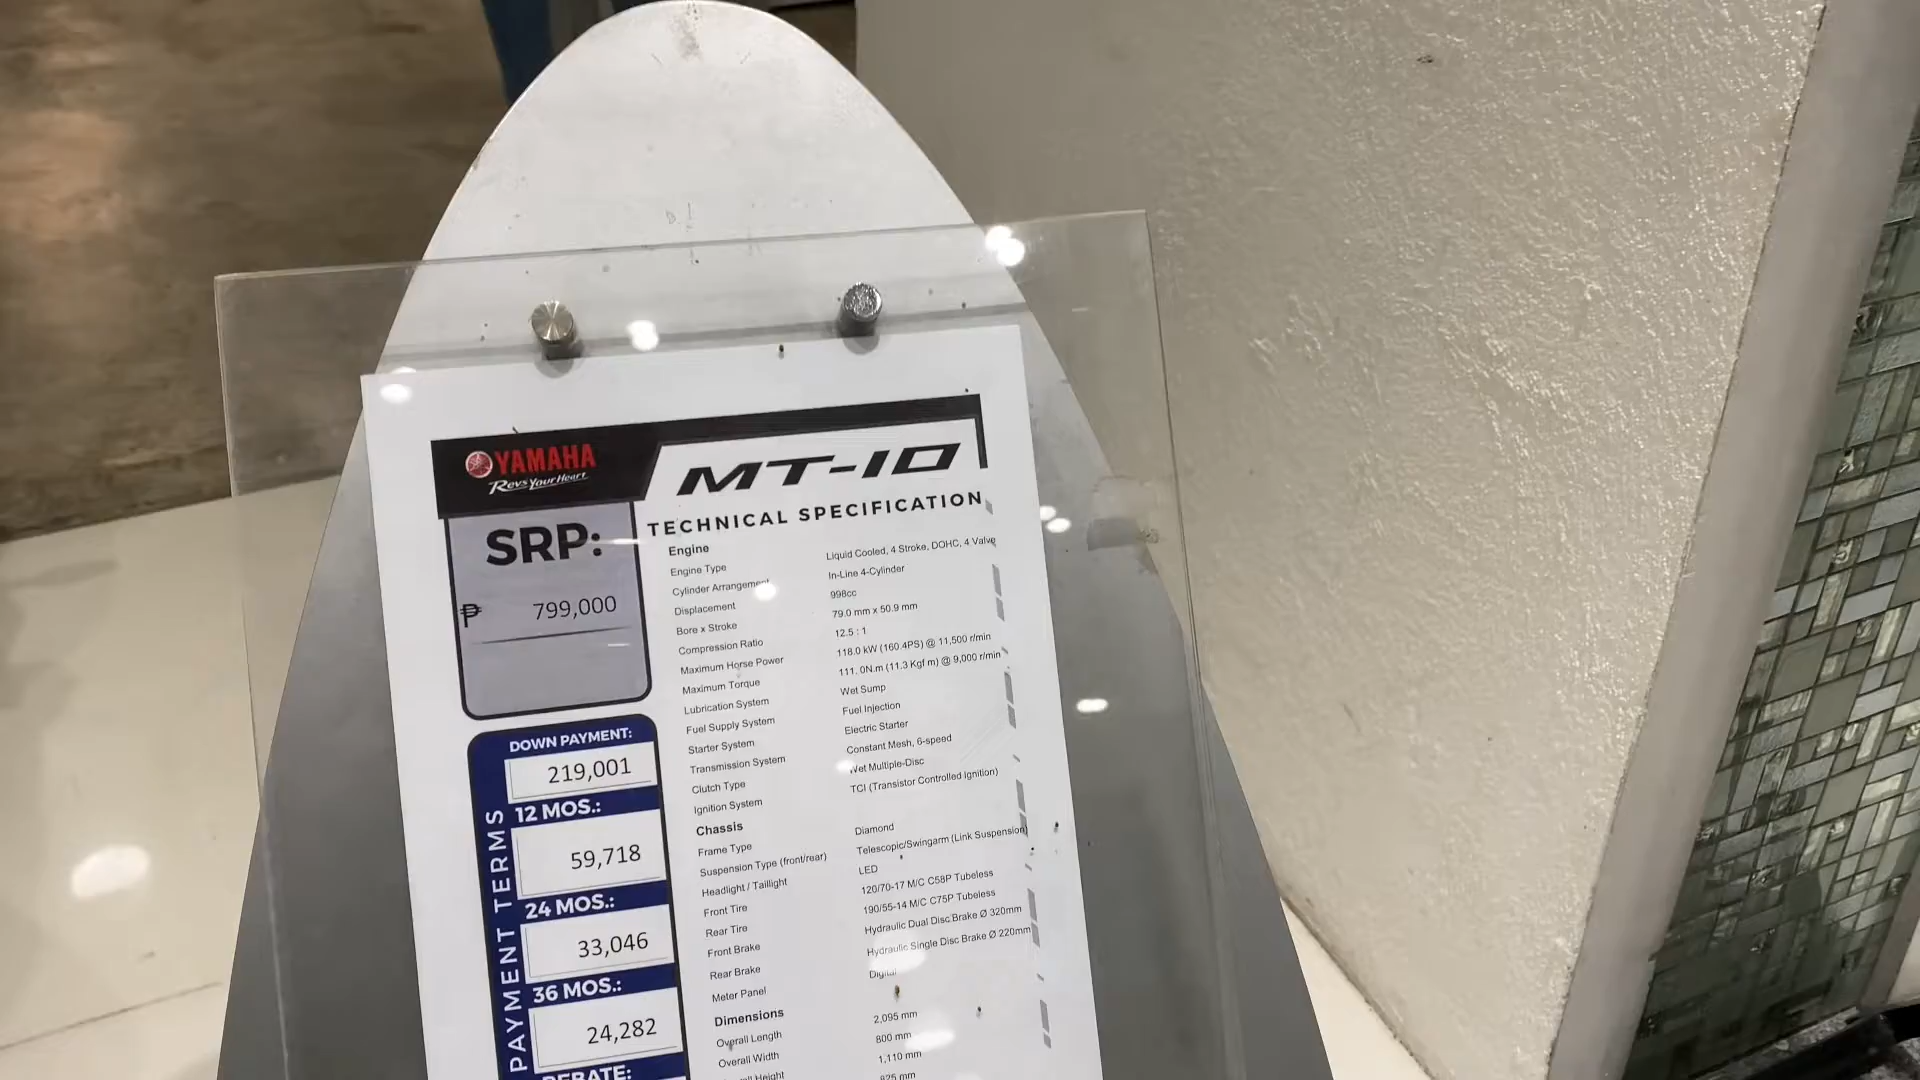 YAMAHA
Revs Your Heart
MT-10
SRP:
₱ 799,000
DOWN PAYMENT:
219,001
PAYMENT TERMS
12 MOS.:
59,718
24 MOS.:
33,046
36 MOS.:
24,282
REBATE:
TECHNICAL SPECIFICATION
Engine
Engine Type Liquid Cooled, 4 Stroke, DOHC, 4 Valve
Cylinder Arrangement In-Line 4-Cylinder
Displacement 998cc
Bore x Stroke 79.0 mm x 50.9 mm
Compression Ratio 12.5 : 1
Maximum Horse Power 118.0 kW (160.4PS) @ 11,500 r/min
Maximum Torque 111. 0N.m (11.3 Kgf m) @ 9,000 r/min
Lubrication System Wet Sump
Fuel Supply System Fuel Injection
Starter System Electric Starter
Transmission System Constant Mesh, 6-speed
Clutch Type Wet Multiple-Disc
Ignition System TCI (Transistor Controlled Ignition)
Chassis
Frame Type Diamond
Suspension Type (front/rear) Telescopic/Swingarm (Link Suspension)
Headlight / Taillight LED
Front Tire 120/70-17 M/C C58P Tubeless
Rear Tire 190/55-14 M/C C75P Tubeless
Front Brake Hydraulic Dual Disc Brake Ø 320mm
Rear Brake Hydraulic Single Disc Brake Ø 220mm
Meter Panel Digital
Dimensions
Overall Length 2,095 mm
Overall Width 800 mm
Overall Height 1,110 mm
825 mm